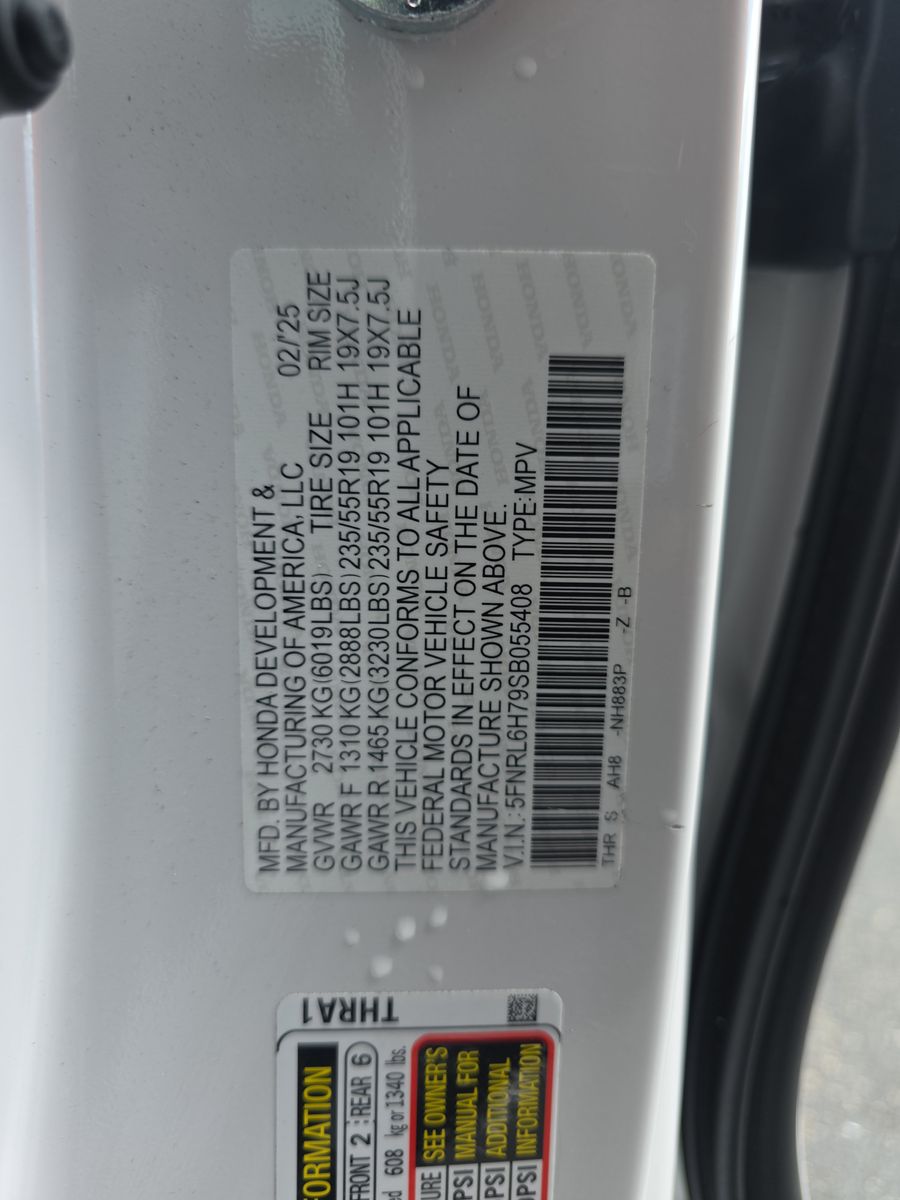 MFD. BY HONDA DEVELOPMENT &
MANUFACTURING OF AMERICA, LLC 02/'25
GVWR 2730 KG(6019LBS) TIRE SIZE RIM SIZE
GAWR F 1310 KG(2888LBS) 235/55R19 101H 19X7.5J
GAWR R 1465 KG(3230LBS) 235/55R19 101H 19X7.5J
THIS VEHICLE CONFORMS TO ALL APPLICABLE
FEDERAL MOTOR VEHICLE SAFETY
STANDARDS IN EFFECT ON THE DATE OF
MANUFACTURE SHOWN ABOVE.
V.I.N.: 5FNRL6H79SB055408 TYPE:MPV
THR S AH8 -NH883P -Z -B
THRA1
FORMATION
FRONT 2 REAR 6
608 kg or 1340 lbs.
SEE OWNER'S
MANUAL FOR
ADDITIONAL
INFORMATION
URE
PSI
PSI
PSI